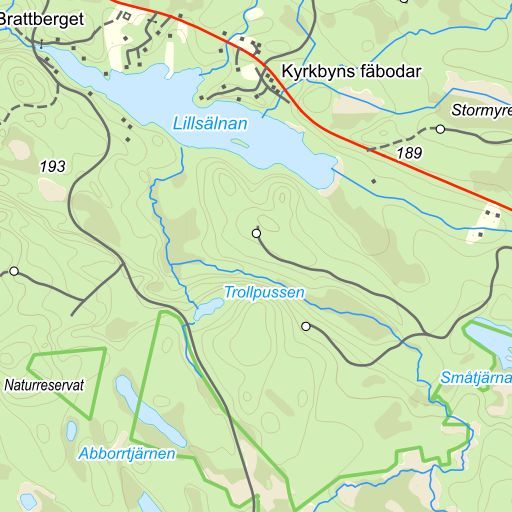 Brattberget
Kyrkbyns fäbodar
Lillsälnan
Stormyre
193
189
Trollpussen
Naturreservat
Småtjärna
Abborrtjärnen